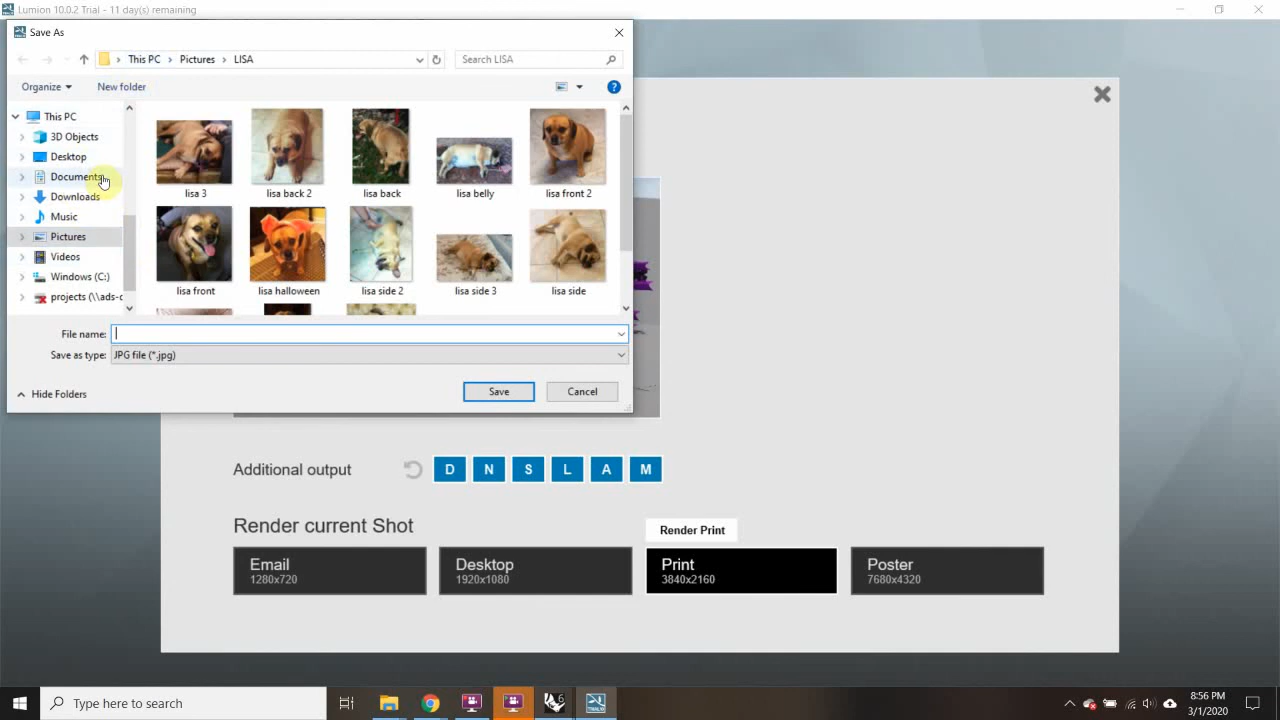 Lumion 10.0.2 Trial - 11 day(s) remaining
Save As
This PC > Pictures > LISA
Search LISA
Organize
New folder
This PC
3D Objects
Desktop
Documents
Downloads
Music
Pictures
Videos
Windows (C:)
projects (\\ads-c
lisa 3
lisa back 2
lisa back
lisa belly
lisa front 2
lisa front
lisa halloween
lisa side 2
lisa side 3
lisa side
File name:
Save as type: JPG file (*.jpg)
Hide Folders
Save
Cancel
Additional output
D N S L A M
Render current Shot
Render Print
Email
1280x720
Desktop
1920x1080
Print
3840x2160
Poster
7680x4320
Type here to search
8:56 PM
3/1/2020